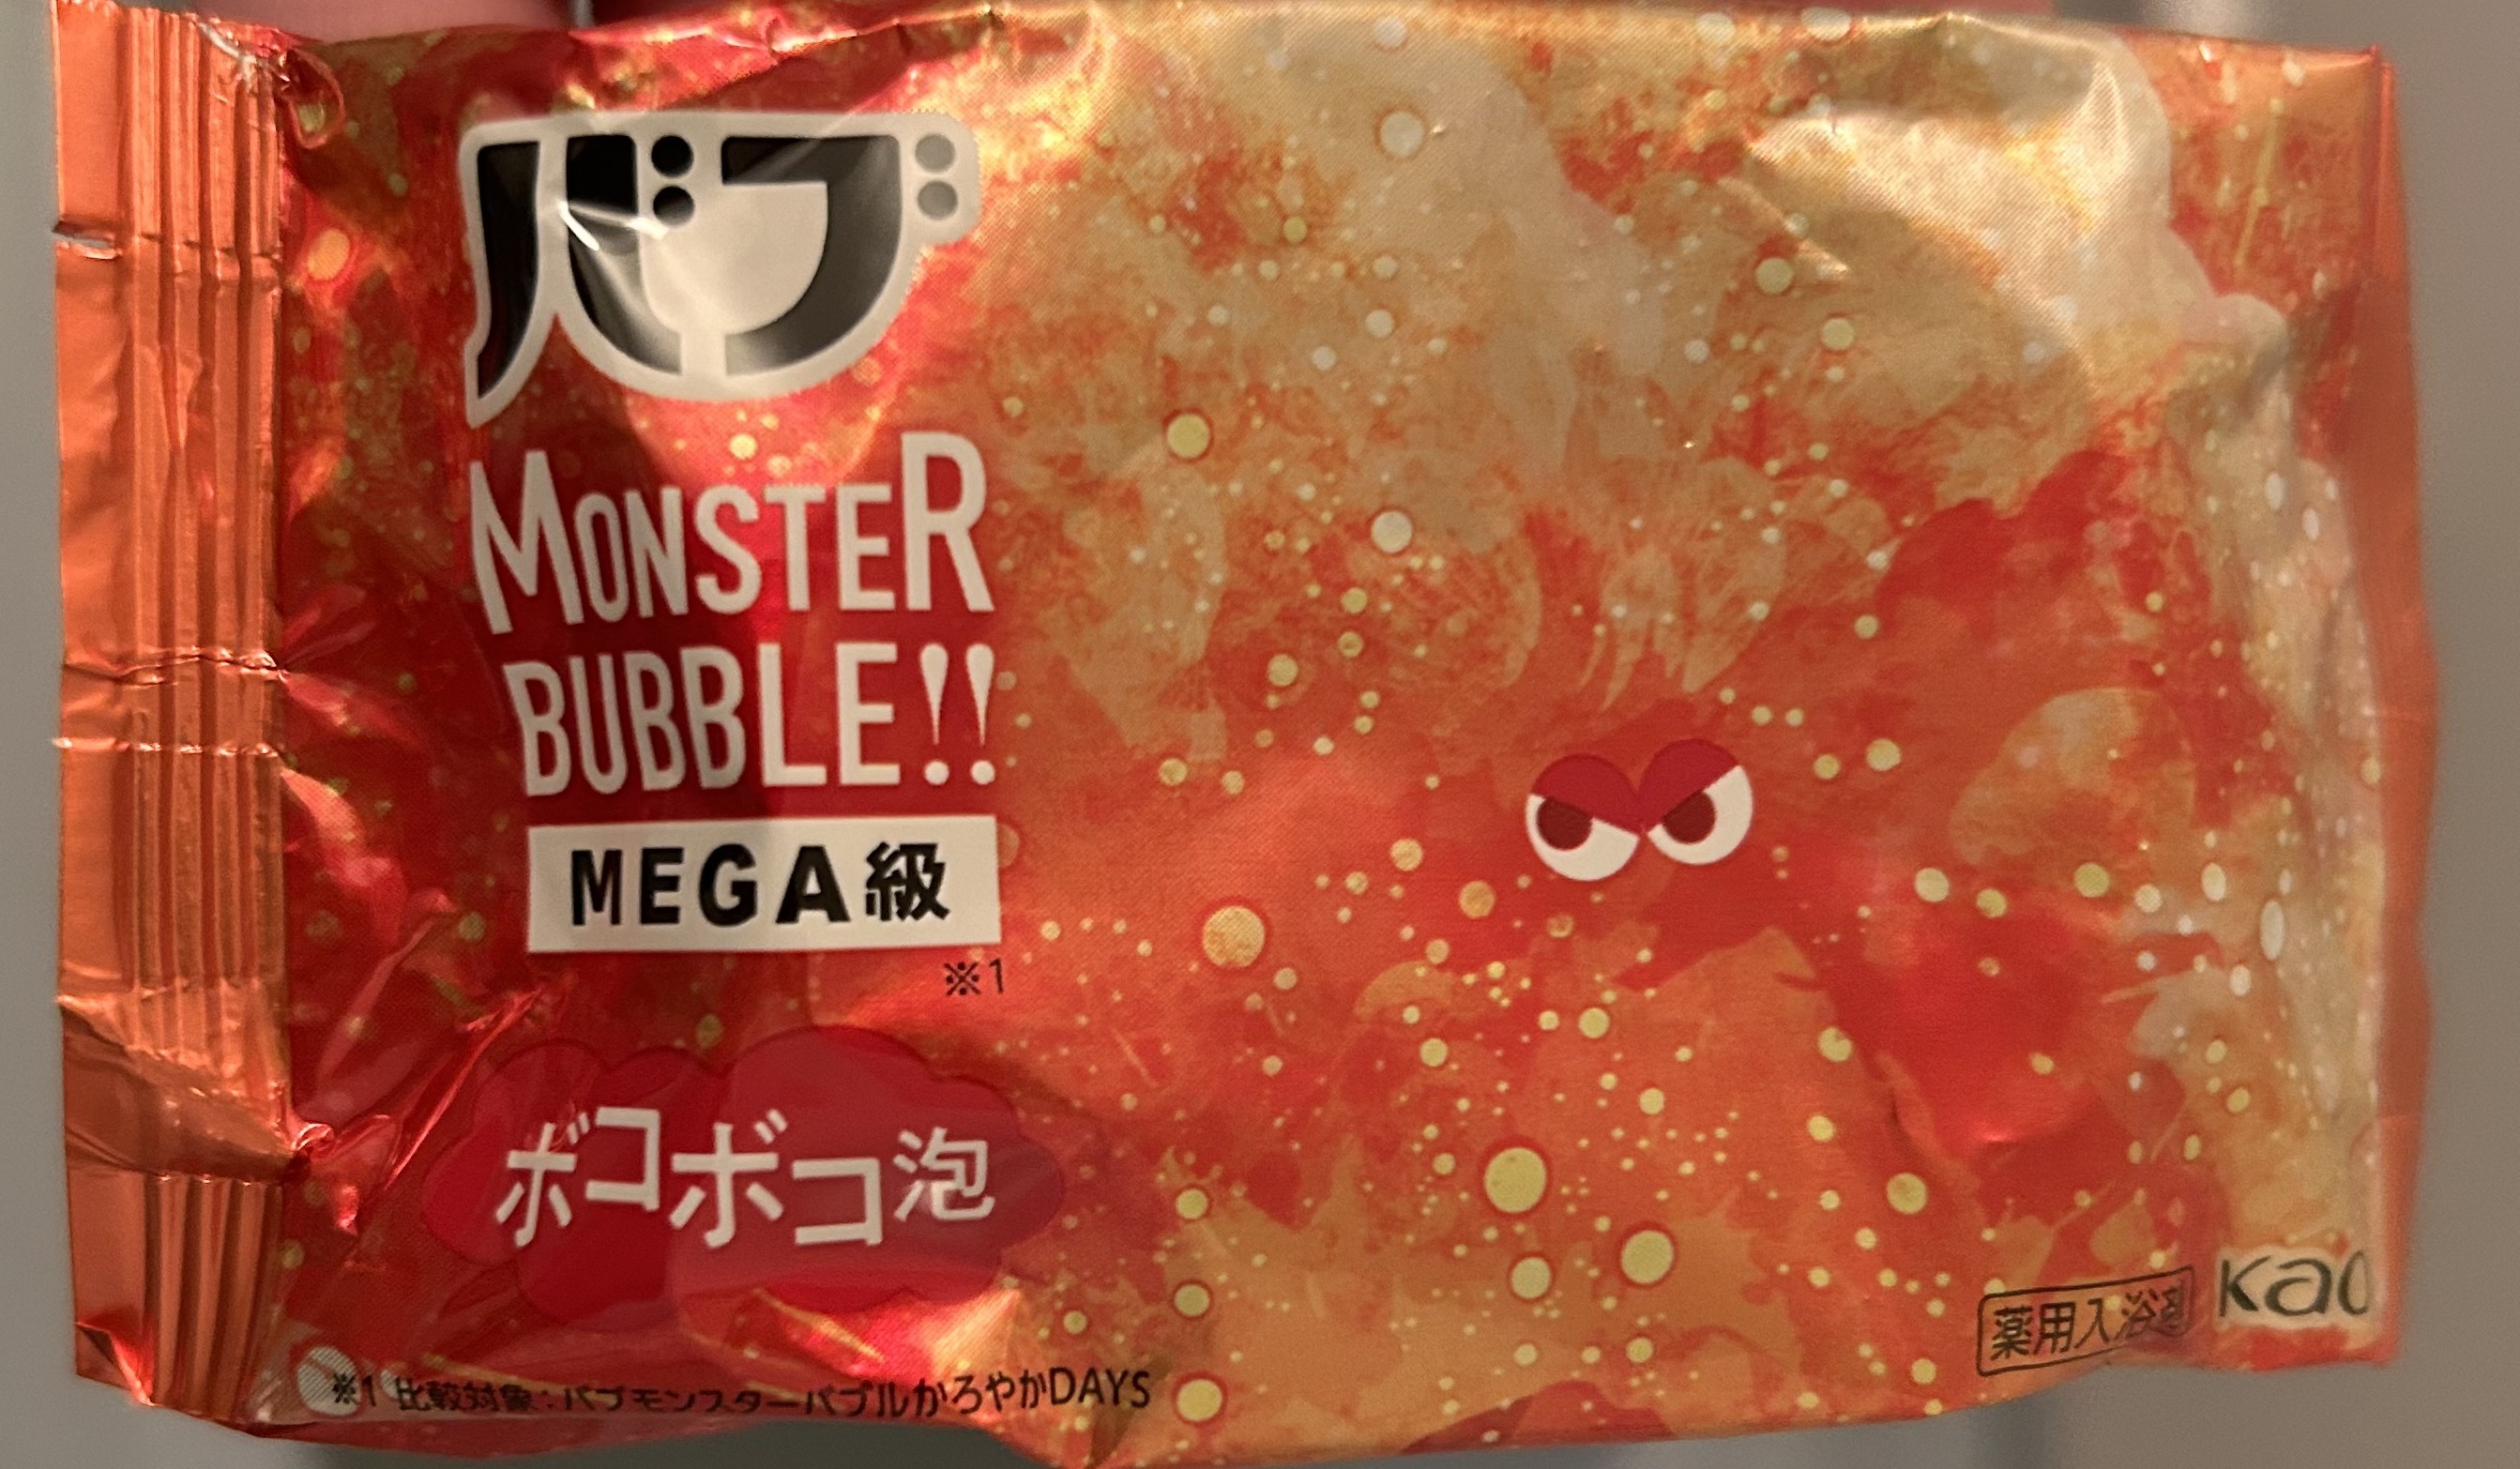 バブ
MONSTER
BUBBLE!!
MEGA級
※1
ボコボコ泡
薬用入浴剤
kao
※1 比較対象:バブモンスターバブルかろやかDAYS